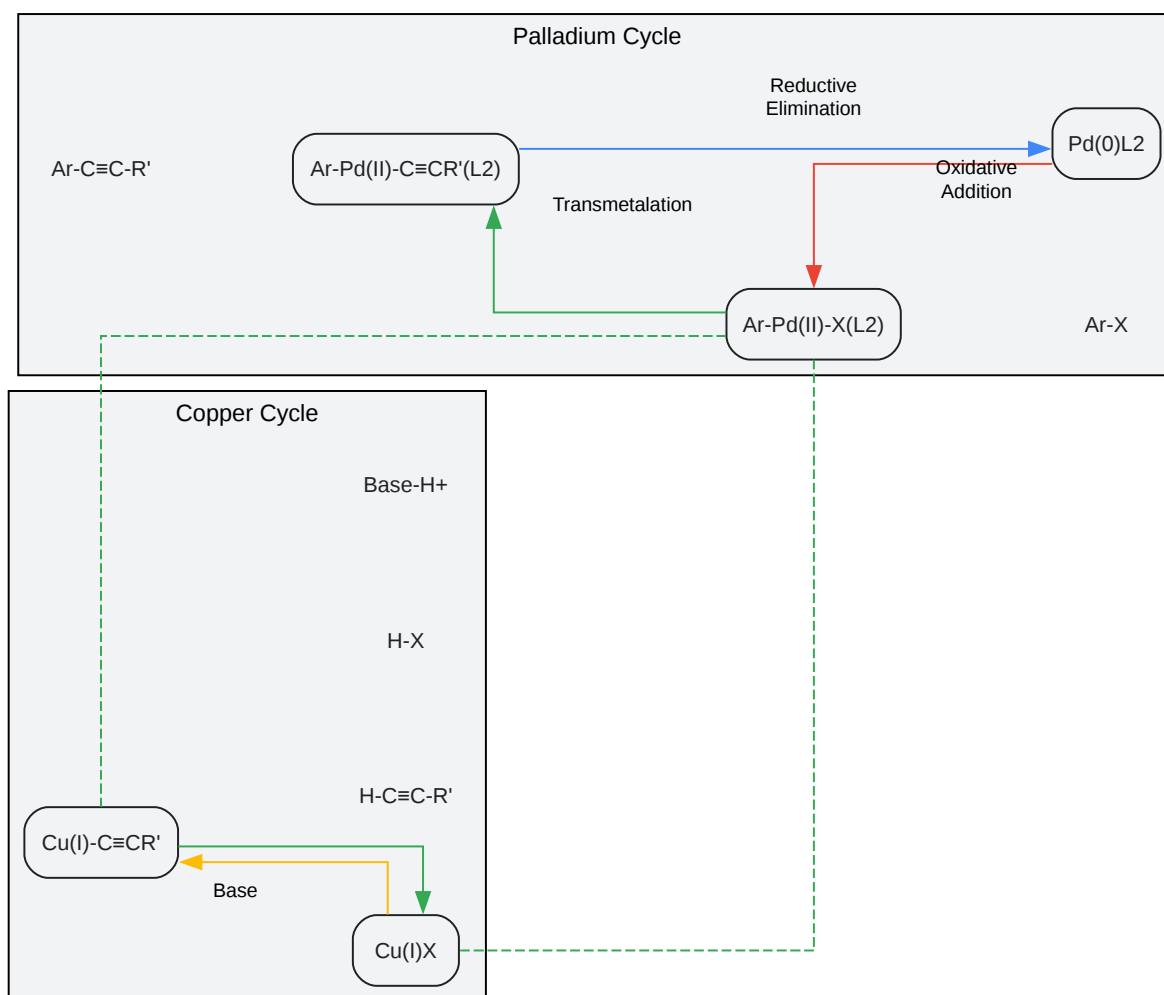 Palladium Cycle
Reductive
Elimination
Pd(0)L2
Ar-C≡C-R'
Ar-Pd(II)-C≡CR'(L2)
Oxidative
Addition
Transmetalation
Ar-Pd(II)-X(L2)
Ar-X
Copper Cycle
Base-H+
H-X
H-C≡C-R'
Cu(I)-C≡CR'
Base
Cu(I)X